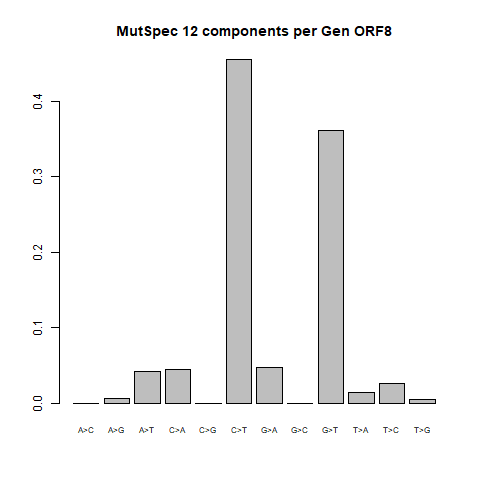 MutSpec 12 components per Gen ORF8
0.4
0.3
0.2
0.1
0.0
A>C A>G A>T C>A C>G C>T G>A G>C G>T T>A T>C T>G